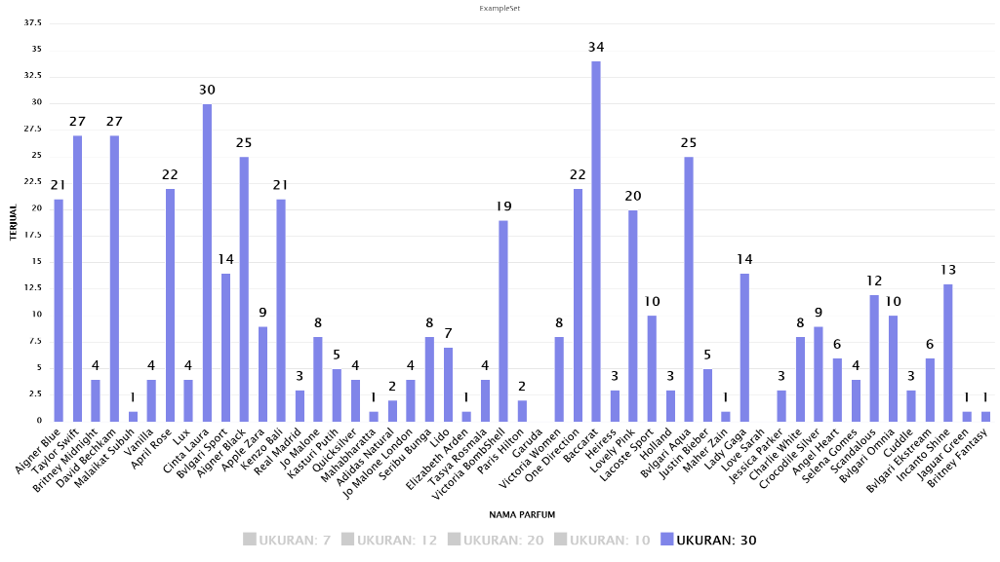 ExampleSet
37.5
35
32.5
30
27.5
25
22.5
20
17.5
15
12.5
10
7.5
5
2.5
0
TERJUAL
21
27
4
27
1
4
22
4
30
14
25
9
21
3
8
5
4
1
2
4
8
7
1
4
19
2
8
22
34
3
20
10
3
25
5
1
14
3
8
9
6
4
12
10
3
6
13
1
1
Aigner Blue
Taylor Swift
Britney Midnight
David Bechkam
Malaikat Subuh
Vanilla
April Rose
Lux
Cinta Laura
Bvlgari Sport
Aigner Black
Apple Zara
Kenzo Bali
Real Madrid
Jo Malone
Kasturi Putih
Quicksilver
Mahabharatta
Adidas Natural
Jo Malone London
Seribu Bunga
Lido
Elizabeth Arden
Tasya Rosmala
Victoria BombShell
Paris Hilton
Garuda
Victoria Women
One Direction
Baccarat
Heiress
Lovely Pink
Lacoste Sport
Holland
Bvlgari Aqua
Justin Bieber
Maher Zain
Lady Gaga
Love Sarah
Jessica Parker
Charlie White
Crocodile Silver
Angel Heart
Selena Gomes
Scandalous
Bvlgari Omnia
Cuddle
Bvlgari Ekstream
Incanto Shine
Jaguar Green
Britney Fantasy
NAMA PARFUM
UKURAN: 7 UKURAN: 12 UKURAN: 20 UKURAN: 10 UKURAN: 30